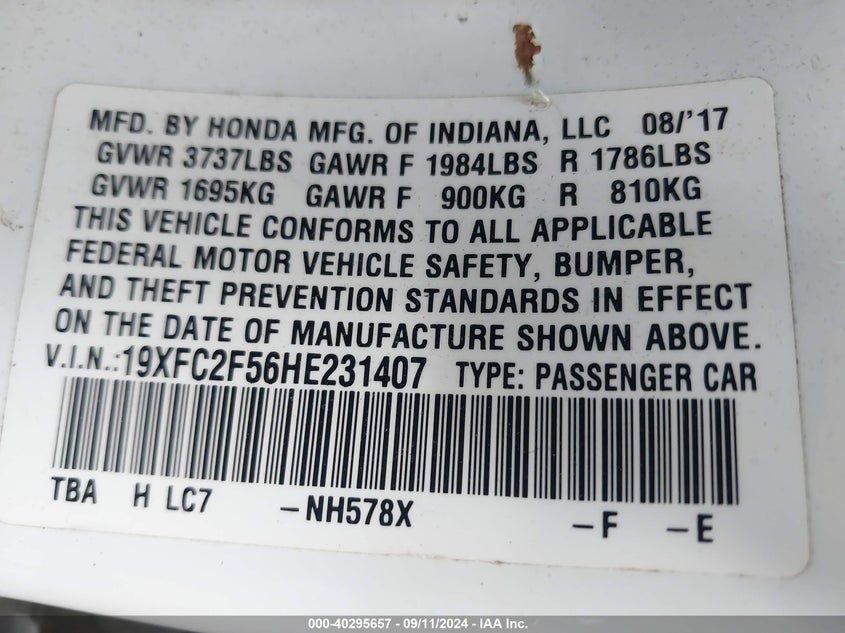 MFD. BY HONDA MFG. OF INDIANA, LLC 08/'17
GVWR 3737LBS GAWR F 1984LBS R 1786LBS
GVWR 1695KG GAWR F 900KG R 810KG
THIS VEHICLE CONFORMS TO ALL APPLICABLE
FEDERAL MOTOR VEHICLE SAFETY, BUMPER,
AND THEFT PREVENTION STANDARDS IN EFFECT
ON THE DATE OF MANUFACTURE SHOWN ABOVE.
V.I.N.:19XFC2F56HE231407 TYPE: PASSENGER CAR
TBA H LC7 -NH578X -F -E
000-40295657 - 09/11/2024 - IAA Inc.